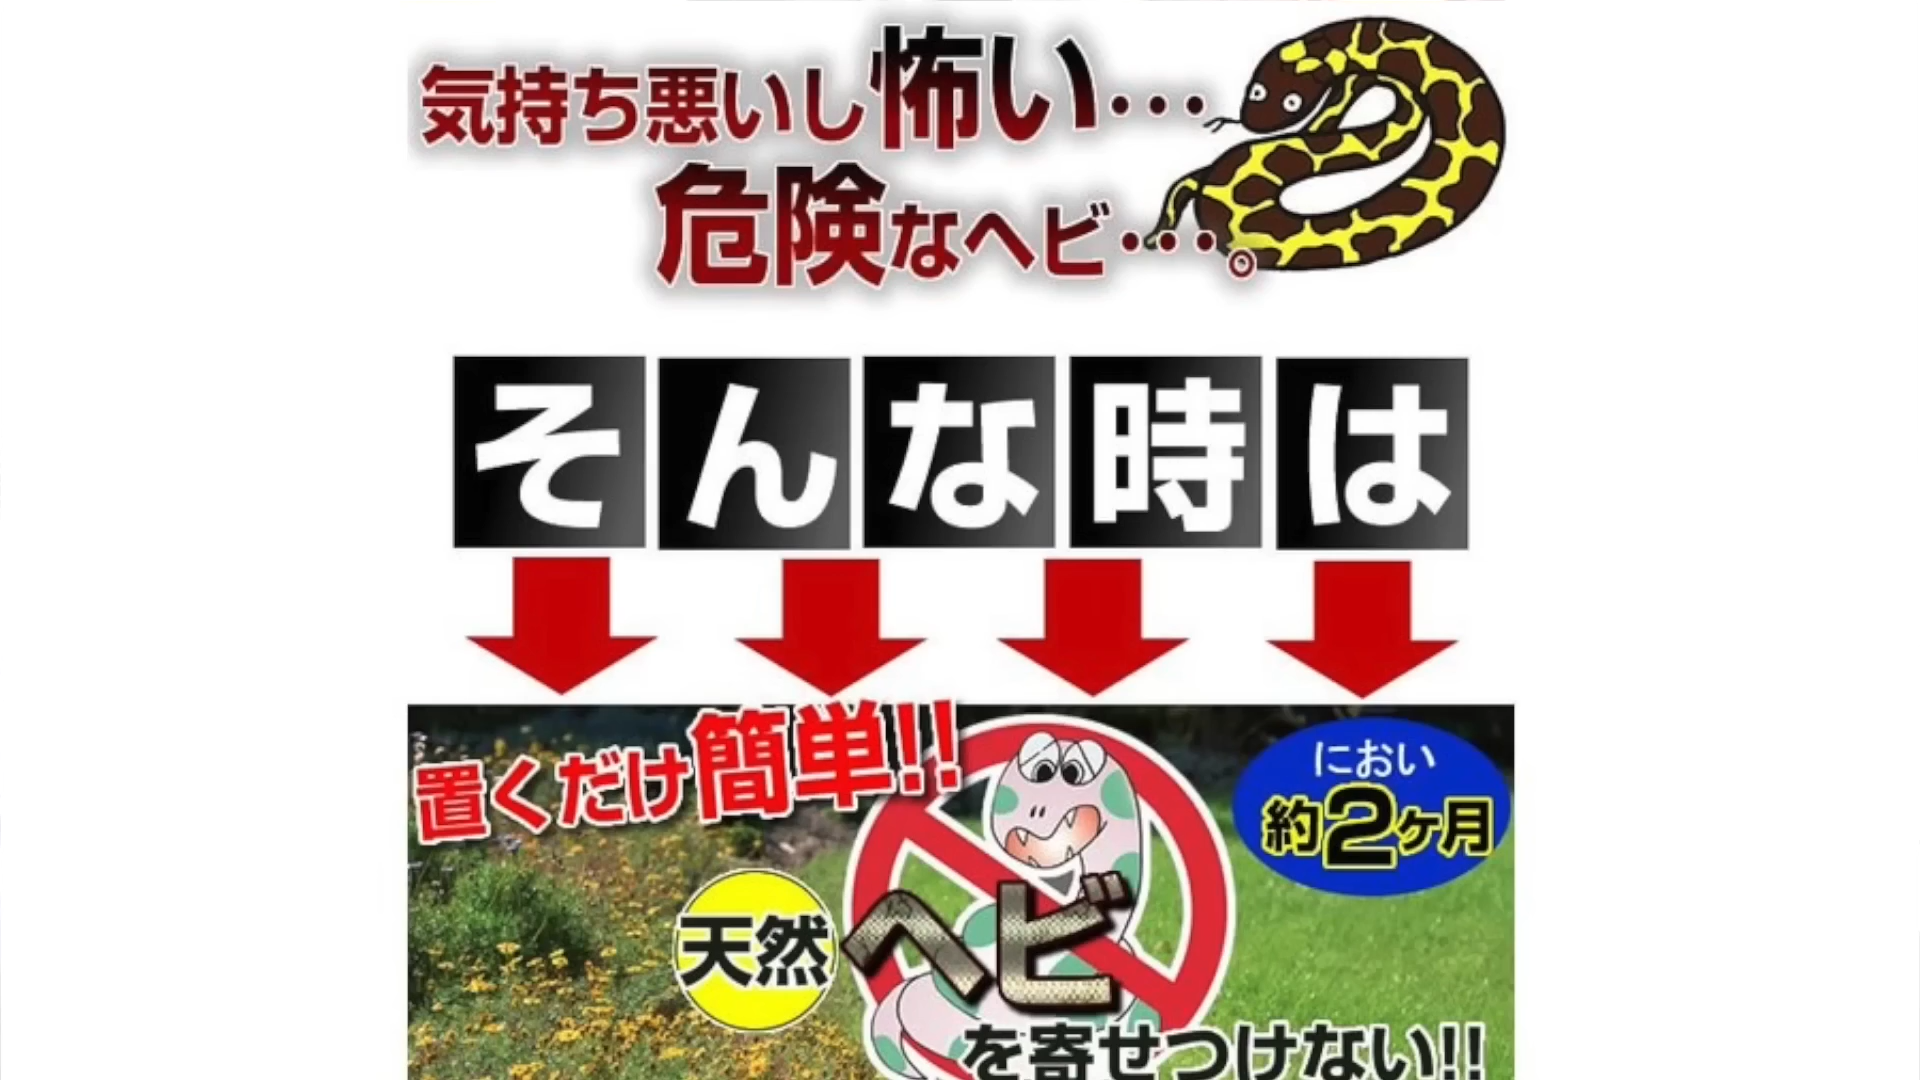 気持ち悪いし怖い…
危険なヘビ…。
そんな時は
置くだけ簡単!!
におい
約2ヶ月
天然
ヘビ
を寄せつけない!!